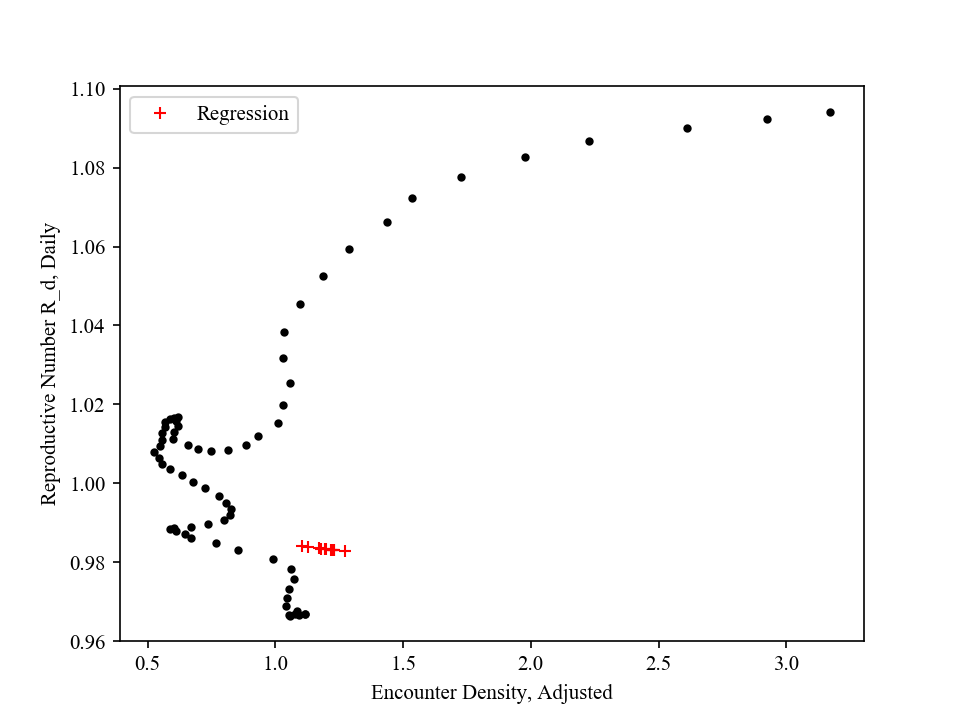 Regression
1.10
1.08
1.06
1.04
1.02
1.00
0.98
0.96
Reproductive Number R_d, Daily
0.5 1.0 1.5 2.0 2.5 3.0
Encounter Density, Adjusted